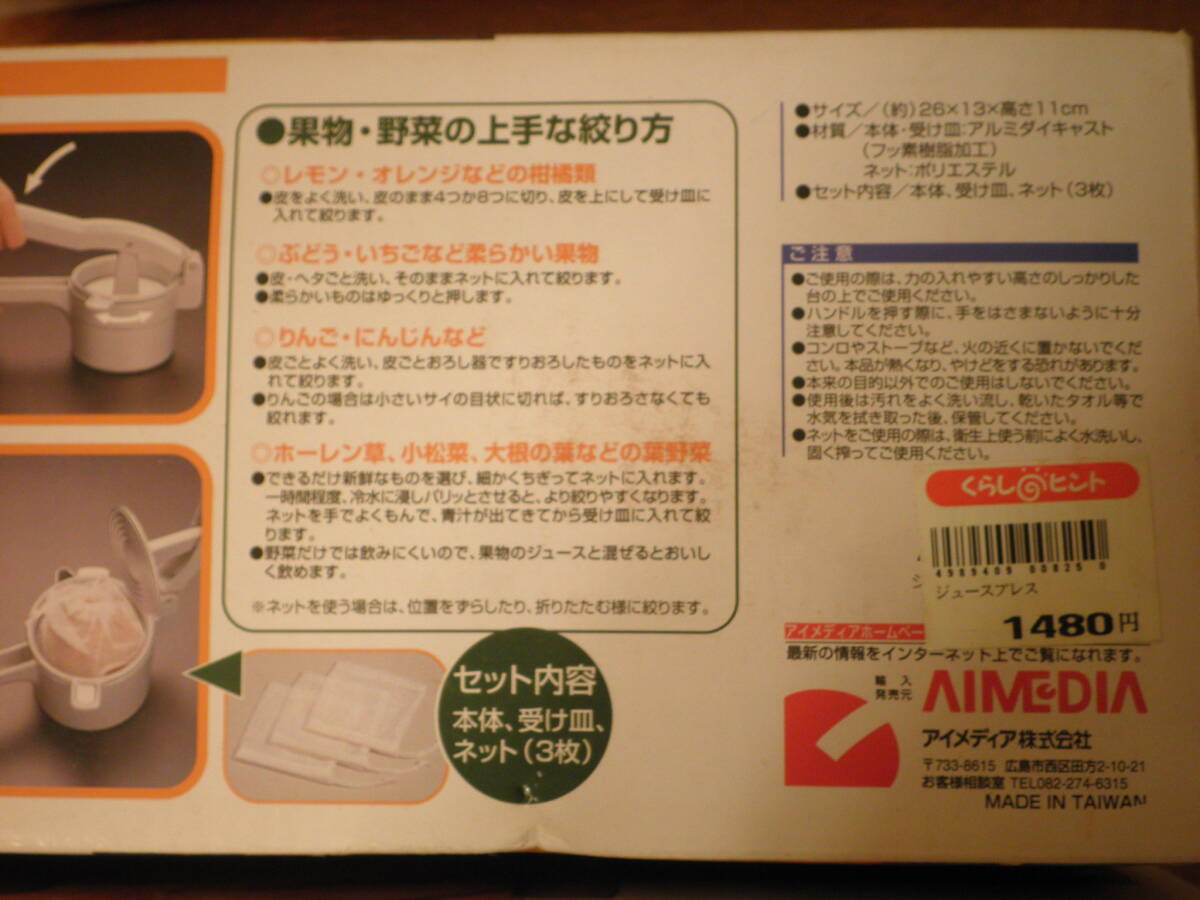 ●果物・野菜の上手な絞り方
◎レモン・オレンジなどの柑橘類
●皮をよく洗い、皮のまま4つか8つに切り、皮を上にして受け皿に
入れて絞ります。
◎ぶどう・いちごなど柔らかい果物
●皮・ヘタごと洗い、そのままネットに入れて絞ります。
●柔らかいものはゆっくりと押します。
◎りんご・にんじんなど
●皮ごとよく洗い、皮ごとおろし器ですりおろしたものをネットに入
れて絞ります。
●りんごの場合は小さいサイの目状に切れば、すりおろさなくても
絞れます。
◎ホーレン草、小松菜、大根の葉などの葉野菜
●できるだけ新鮮なものを選び、細かくちぎってネットに入れます。
一時間程度、冷水に浸しパリッとさせると、より絞りやすくなります。
ネットを手でよくもんで、青汁が出てきてから受け皿に入れて絞
ります。
●野菜だけでは飲みにくいので、果物のジュースと混ぜるとおいし
く飲めます。
※ネットを使う場合は、位置をずらしたり、折りたたむ様に絞ります。
セット内容
本体、受け皿、
ネット(3枚)
●サイズ/(約)26×13×高さ11cm
●材質/本体・受け皿:アルミダイキャスト
(フッ素樹脂加工)
ネット:ポリエステル
●セット内容/本体、受け皿、ネット(3枚)
ご注意
●ご使用の際は、力の入れやすい高さのしっかりした
台の上でご使用ください。
●ハンドルを押す際に、手をはさまないように十分
注意してください。
●コンロやストーブなど、火の近くに置かないでくだ
さい。本品が熱くなり、やけどをする恐れがあります。
●本来の目的以外でのご使用はしないでください。
●使用後は汚れをよく洗い流し、乾いたタオル等で
水気を拭き取った後、保管してください。
●ネットをご使用の際は、衛生上使う前によく水洗いし、
固く搾ってご使用ください。
くらしのヒント
4989409 00825 0
ジュースプレス
1480円
アイメディアホームペー
最新の情報をインターネット上でご覧になれます。
輸入
発売元
AIMEDIA
アイメディア株式会社
〒733-8615 広島市西区田方2-10-21
お客様相談室 TEL082-274-6315
MADE IN TAIWAN